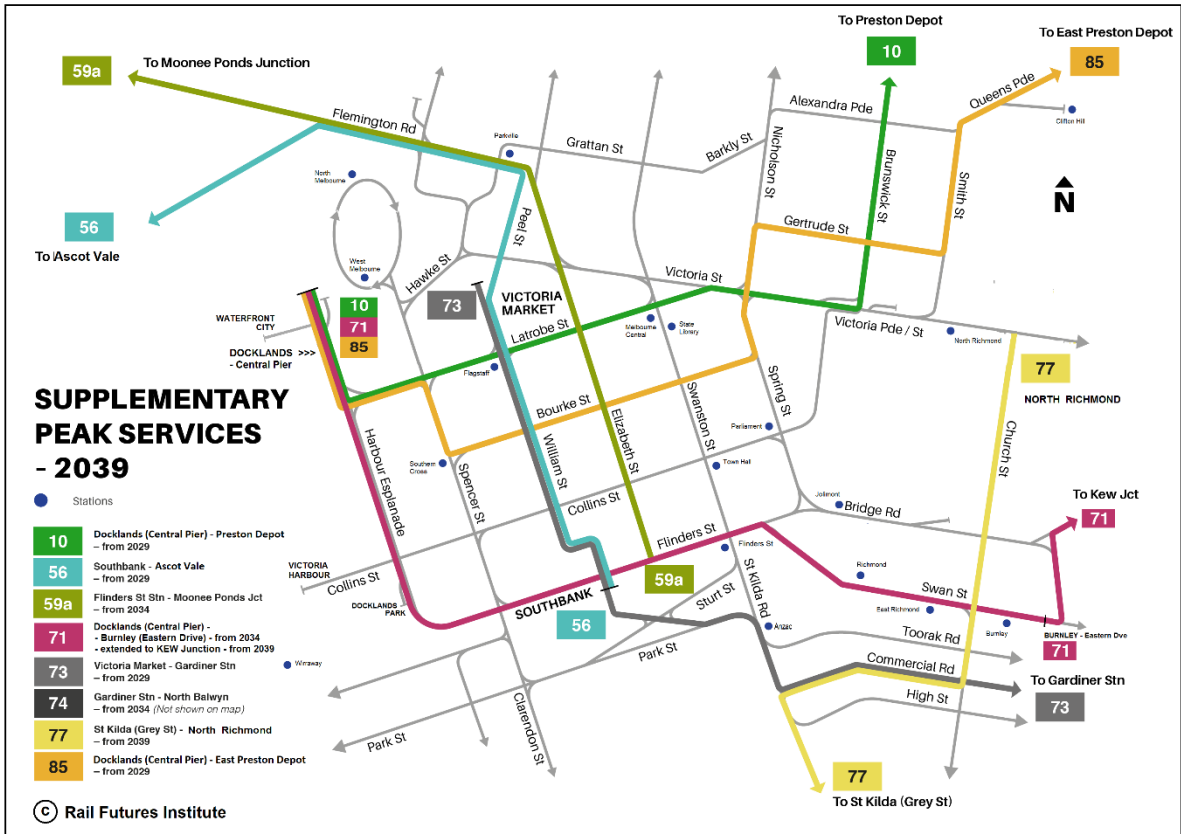 To Preston Depot
To East Preston Depot
10
85
59a
To Moonee Ponds Junction
Queens Pde
Alexandra Pde
Clifton Hill
Flemington Rd
Parkville
Grattan St
Barkly St
Nicholson St
Brunswick St
Smith St
North Melbourne
N
56
To Ascot Vale
Peel St
Gertrude St
West Melbourne
Hawke St
Victoria St
73
VICTORIA
MARKET
10
71
85
WATERFRONT
CITY
Latrobe St
Melbourne
Central
State
Library
Victoria Pde / St
North Richmond
DOCKLANDS >>>
- Central Pier
Flagstaff
77
NORTH RICHMOND
SUPPLEMENTARY
PEAK SERVICES
- 2039
Stations
Bourke St
Spring St
Swanston St
Elizabeth St
William St
Church St
Parliament
Town Hall
Southern
Cross
Harbour Esplanade
Spencer St
Collins St
Jolimont
Bridge Rd
To Kew Jct
71
Flinders St
Flinders St
VICTORIA
HARBOUR
Collins St
DOCKLANDS
PARK
59a
Richmond
Swan St
East Richmond
Burnley
BURNLEY - Eastern Dve
71
SOUTHBANK
56
Sturt St
St Kilda Rd
Anzac
Toorak Rd
Park St
Commercial Rd
To Gardiner Stn
73
High St
Wirraway
Clarendon St
Park St
77
To St Kilda (Grey St)
10
Docklands (Central Pier) - Preston Depot
– from 2029
56
Southbank - Ascot Vale
– from 2029
59a
Flinders St Stn - Moonee Ponds Jct
– from 2034
71
Docklands (Central Pier) -
- Burnley (Eastern Drive) - from 2034
- extended to KEW Junction - from 2039
73
Victoria Market - Gardiner Stn
– from 2029
74
Gardiner Stn - North Balwyn
– from 2034 (Not shown on map)
77
St Kilda (Grey St) - North Richmond
– from 2039
85
Docklands (Central Pier) - East Preston Depot
– from 2029
C Rail Futures Institute